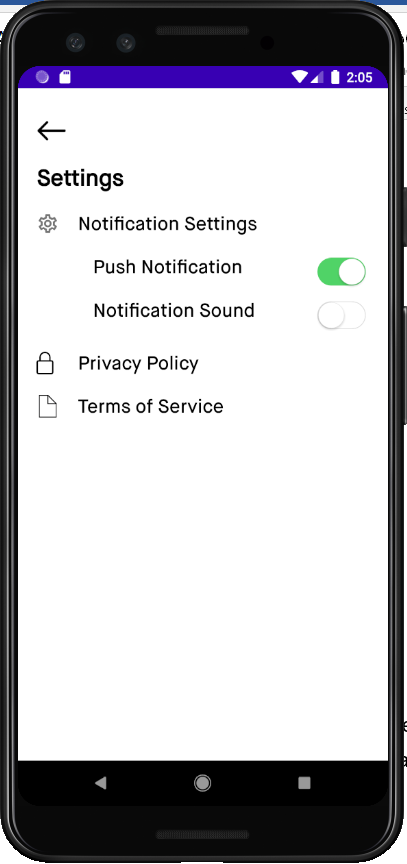 2:05
Settings
Notification Settings
Push Notification
Notification Sound
Privacy Policy
Terms of Service